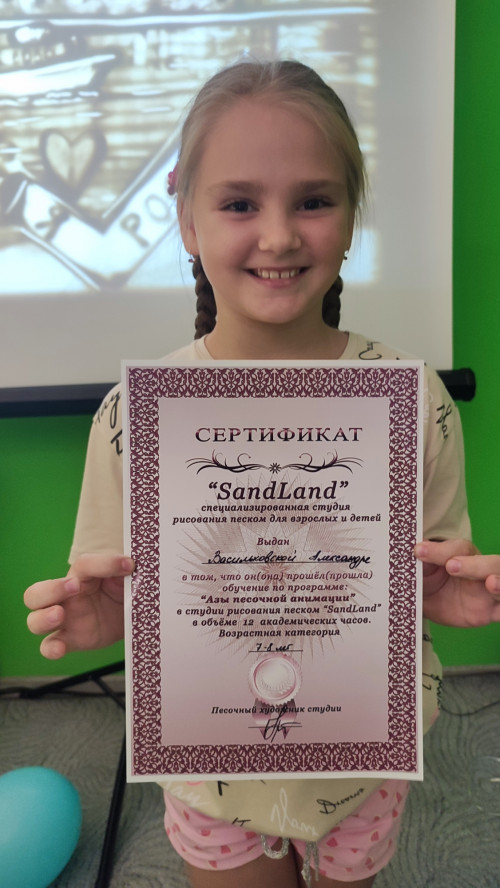 Я РО
СЕРТИФИКАТ
“SandLand”
специализированная студия
рисования песком для взрослых и детей
Выдан
Васильковской Александре
в том, что он(она) прошёл(прошла)
обучение по программе:
“Азы песочной анимации”
в студии рисования песком “SandLand”
в объёме 12 академических часов.
Возрастная категория
7-8 лет
Песочный художник студии